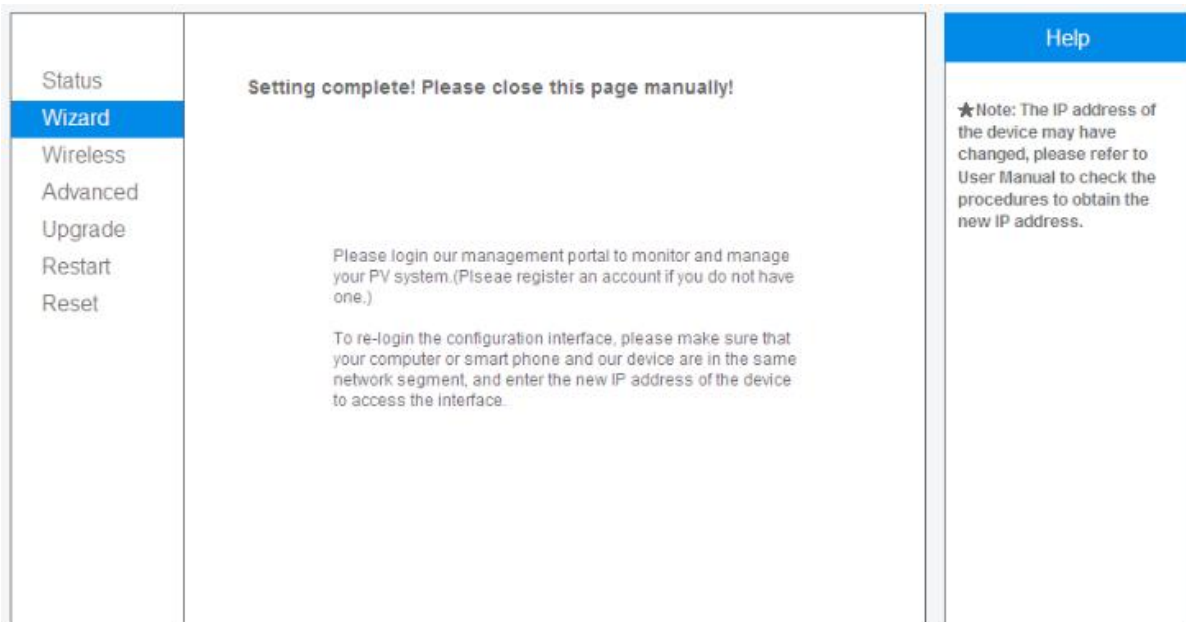 Status
Wizard
Wireless
Advanced
Upgrade
Restart
Reset
Setting complete! Please close this page manually!
Please login our management portal to monitor and manage
your PV system.(Plseae register an account if you do not have
one.)
To re-login the configuration interface, please make sure that
your computer or smart phone and our device are in the same
network segment, and enter the new IP address of the device
to access the interface.
Help
★Note: The IP address of
the device may have
changed, please refer to
User Manual to check the
procedures to obtain the
new IP address.